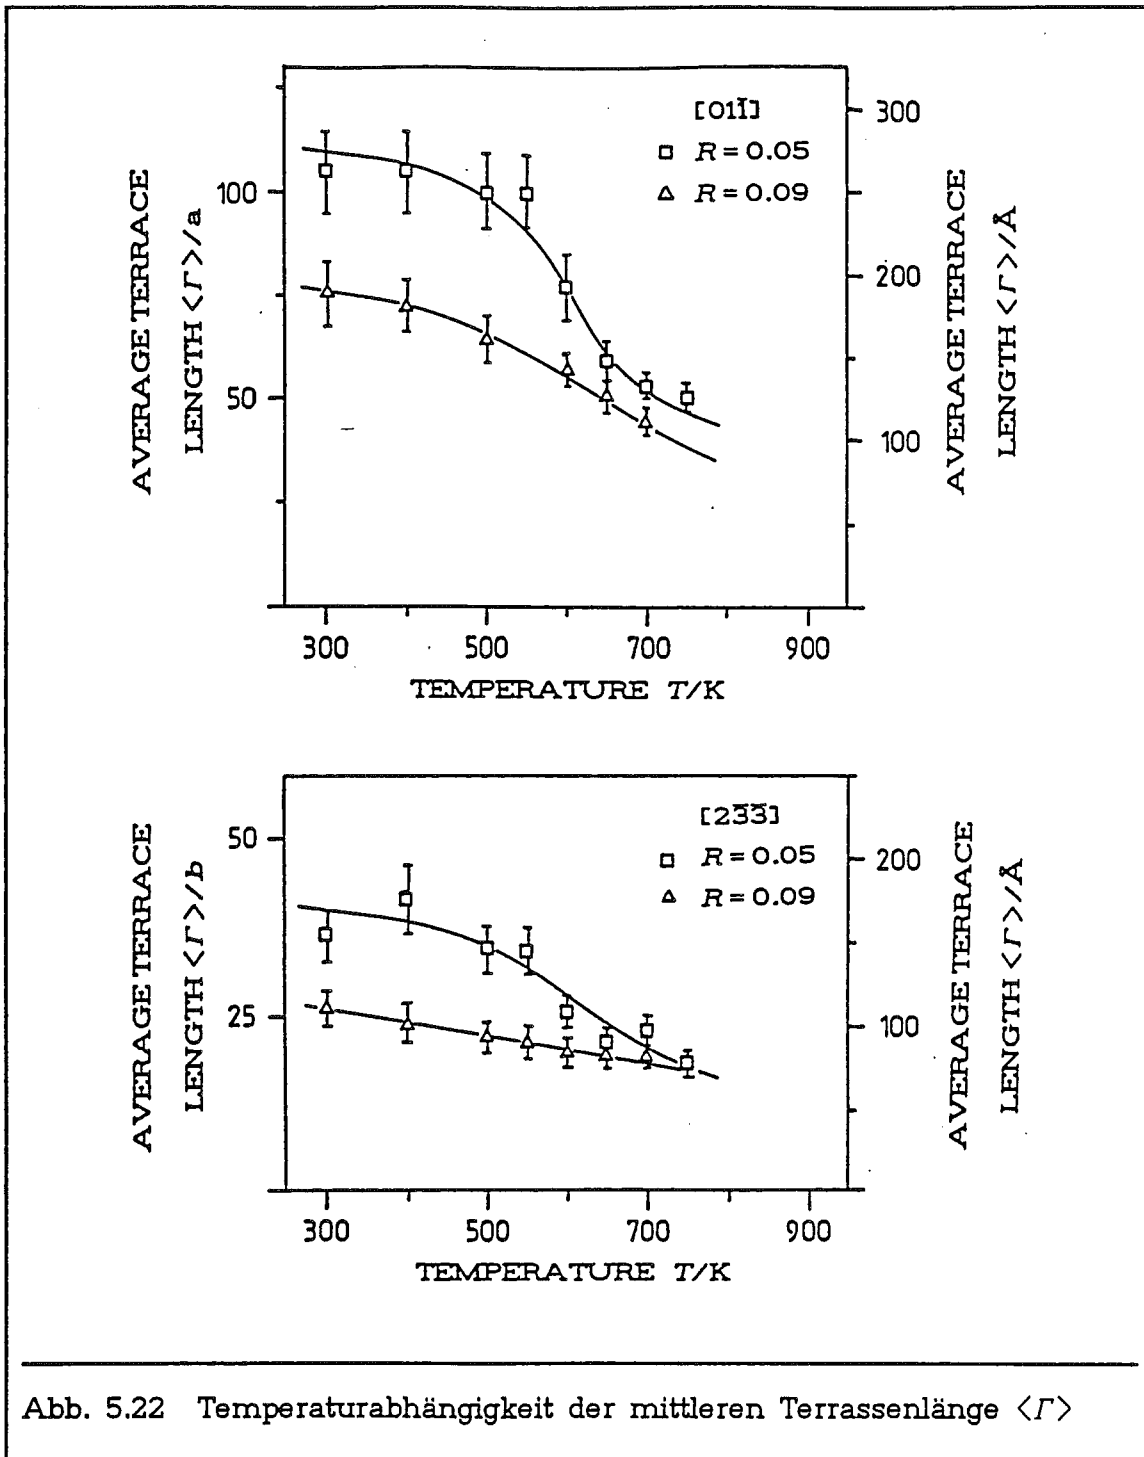 [011̄]
R = 0.05
R = 0.09
AVERAGE TERRACE
LENGTH <Γ>/a
100
50
300
200
100
AVERAGE TERRACE
LENGTH <Γ>/Å
300 500 700 900
TEMPERATURE T/K
[23̄3̄]
R = 0.05
R = 0.09
AVERAGE TERRACE
LENGTH <Γ>/b
50
25
200
100
AVERAGE TERRACE
LENGTH <Γ>/Å
300 500 700 900
TEMPERATURE T/K
Abb. 5.22 Temperaturabhängigkeit der mittleren Terrassenlänge <Γ>